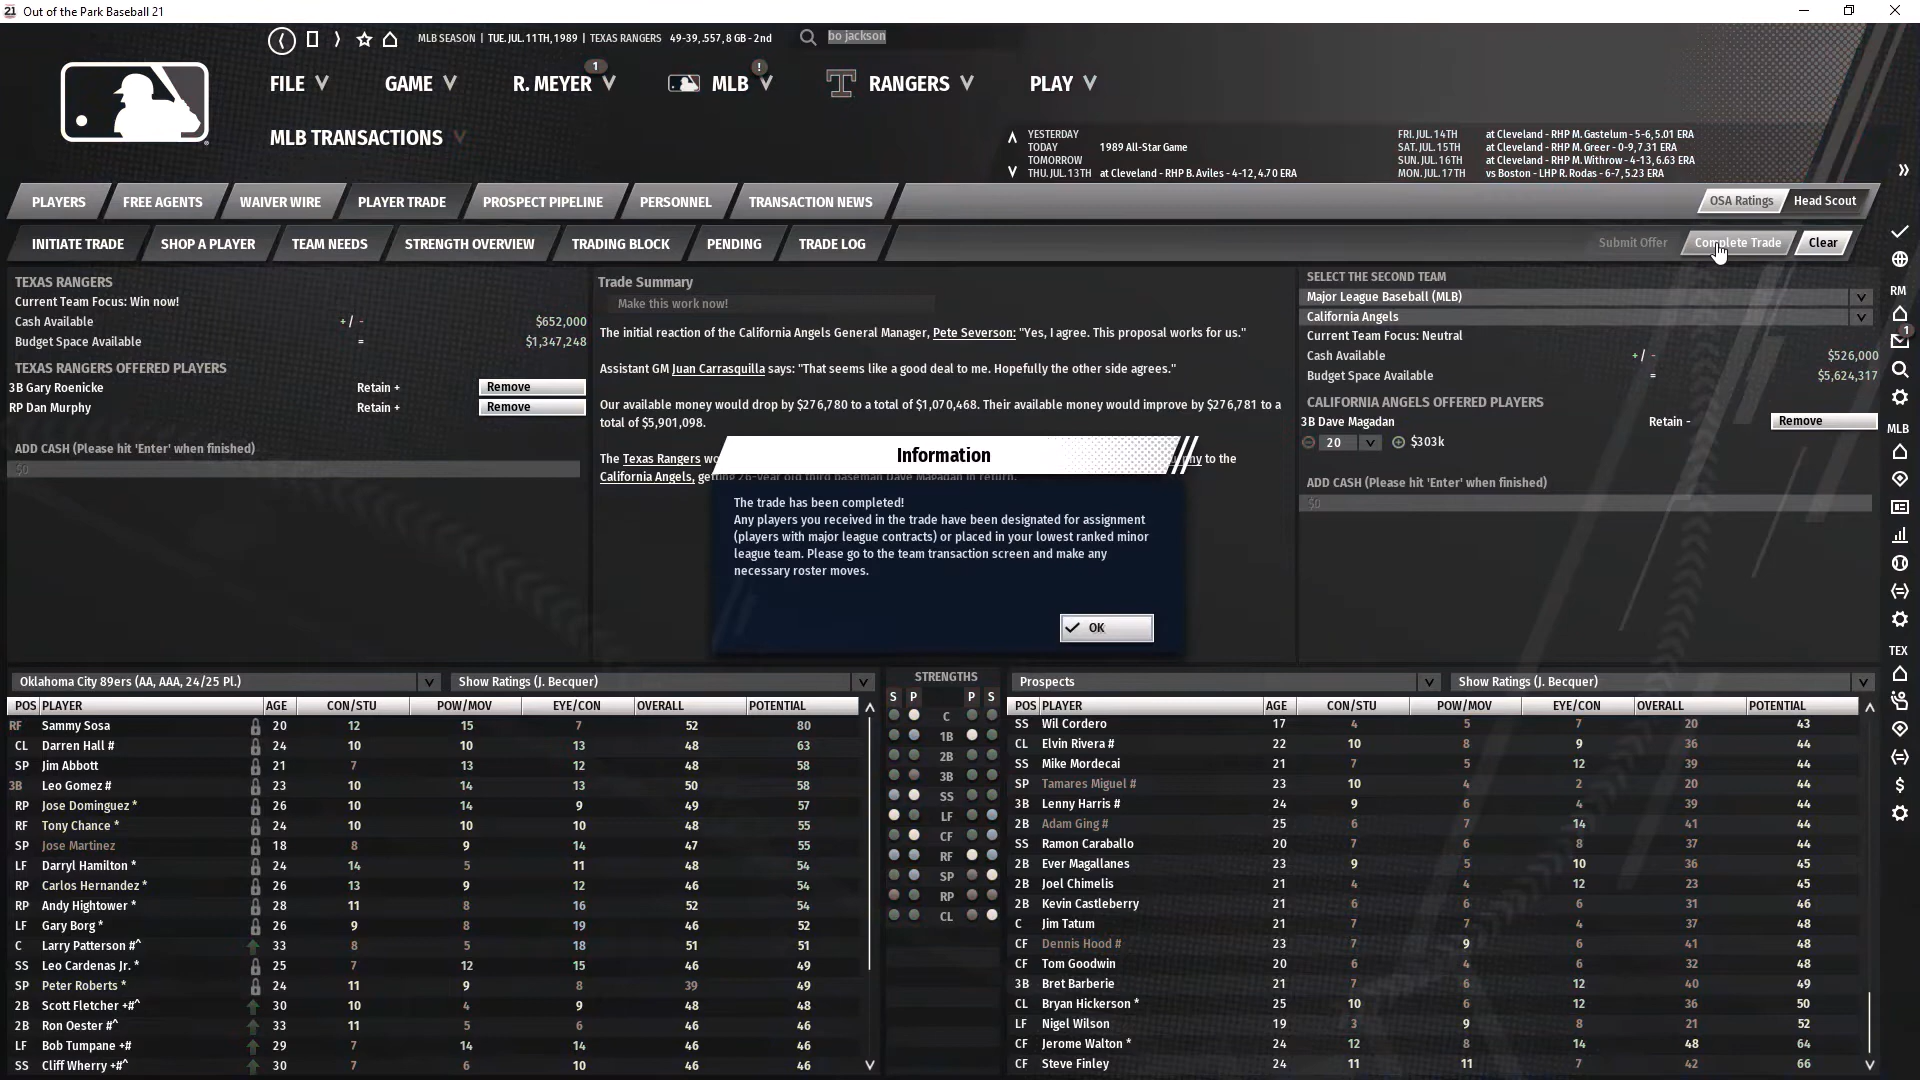 Out of the Park Baseball 21
MLB SEASON | TUE. JUL. 11TH, 1989 | TEXAS RANGERS 49-39, .557, 8 GB - 2nd
bo jackson
FILE GAME R. MEYER 1 MLB ! RANGERS PLAY
MLB TRANSACTIONS
YESTERDAY
TODAY 1989 All-Star Game
TOMORROW
THU. JUL. 13TH at Cleveland - RHP B. Aviles - 4-12, 4.70 ERA
FRI. JUL. 14TH at Cleveland - RHP M. Gastelum - 5-6, 5.01 ERA
SAT. JUL. 15TH at Cleveland - RHP M. Greer - 0-9, 7.31 ERA
SUN. JUL. 16TH at Cleveland - RHP M. Withrow - 4-13, 6.63 ERA
MON. JUL. 17TH vs Boston - LHP R. Rodas - 6-7, 5.23 ERA
PLAYERS FREE AGENTS WAIVER WIRE PLAYER TRADE PROSPECT PIPELINE PERSONNEL TRANSACTION NEWS OSA Ratings Head Scout
INITIATE TRADE SHOP A PLAYER TEAM NEEDS STRENGTH OVERVIEW TRADING BLOCK PENDING TRADE LOG Submit Offer Complete Trade Clear
TEXAS RANGERS
Current Team Focus: Win now!
Cash Available + / - $652,000
Budget Space Available = $1,347,248
TEXAS RANGERS OFFERED PLAYERS
3B Gary Roenicke Retain + Remove
RP Dan Murphy Retain + Remove
ADD CASH (Please hit 'Enter' when finished)
$0
Trade Summary
Make this work now!
The initial reaction of the California Angels General Manager, Pete Severson: "Yes, I agree. This proposal works for us."
Assistant GM Juan Carrasquilla says: "That seems like a good deal to me. Hopefully the other side agrees."
Our available money would drop by $276,780 to a total of $1,070,468. Their available money would improve by $276,781 to a
total of $5,901,098.
The Texas Rangers to the
California Angels, getting 26-year old third baseman Dave Magadan in return.
Information
The trade has been completed!
Any players you received in the trade have been designated for assignment
(players with major league contracts) or placed in your lowest ranked minor
league team. Please go to the team transaction screen and make any
necessary roster moves.
OK
SELECT THE SECOND TEAM
Major League Baseball (MLB)
California Angels
Current Team Focus: Neutral
Cash Available + / - $526,000
Budget Space Available = $5,624,317
CALIFORNIA ANGELS OFFERED PLAYERS
3B Dave Magadan Retain - Remove
20 $303k
ADD CASH (Please hit 'Enter' when finished)
$0
RM
1
MLB
TEX
$
Oklahoma City 89ers (AA, AAA, 24/25 Pl.) Show Ratings (J. Becquer)
POS PLAYER AGE CON/STU POW/MOV EYE/CON OVERALL POTENTIAL
RF Sammy Sosa 20 12 15 7 52 80
CL Darren Hall # 24 10 10 13 48 63
SP Jim Abbott 21 7 13 12 48 58
3B Leo Gomez # 23 10 14 13 50 58
RP Jose Dominguez * 26 10 14 9 49 57
RF Tony Chance * 24 10 10 10 48 55
SP Jose Martinez 18 8 9 14 47 55
LF Darryl Hamilton * 24 14 5 11 48 54
RP Carlos Hernandez * 26 13 9 12 46 54
RP Andy Hightower * 28 11 8 16 52 54
LF Gary Borg * 26 9 8 19 46 52
C Larry Patterson #^ 33 8 5 18 51 51
SS Leo Cardenas Jr. * 25 7 12 15 46 49
SP Peter Roberts * 24 11 9 8 39 49
2B Scott Fletcher +#^ 30 10 4 9 48 48
2B Ron Oester #^ 33 11 5 6 46 46
LF Bob Tumpane +# 29 7 14 14 46 46
SS Cliff Wherry +#^ 30 7 6 10 46 46
STRENGTHS
S P P S
C
1B
2B
3B
SS
LF
CF
RF
SP
RP
CL
Prospects Show Ratings (J. Becquer)
POS PLAYER AGE CON/STU POW/MOV EYE/CON OVERALL POTENTIAL
SS Wil Cordero 17 4 5 7 20 43
CL Elvin Rivera # 22 10 8 9 36 44
SS Mike Mordecai 21 7 5 12 39 44
SP Tamares Miguel # 23 10 4 2 20 44
3B Lenny Harris # 24 9 6 4 39 44
2B Adam Ging # 25 6 7 14 41 44
SS Ramon Caraballo 20 7 6 8 37 44
2B Ever Magallanes 23 9 5 10 36 45
2B Joel Chimelis 21 4 4 12 23 45
2B Kevin Castleberry 21 6 6 6 31 46
C Jim Tatum 21 7 7 4 37 48
CF Dennis Hood # 23 7 9 6 41 48
CF Tom Goodwin 20 6 4 6 32 48
3B Bret Barberie 21 7 6 12 40 49
CL Bryan Hickerson * 25 10 6 12 36 50
LF Nigel Wilson 19 3 9 8 21 52
CF Jerome Walton * 24 12 8 14 48 64
CF Steve Finley 24 11 11 7 42 66